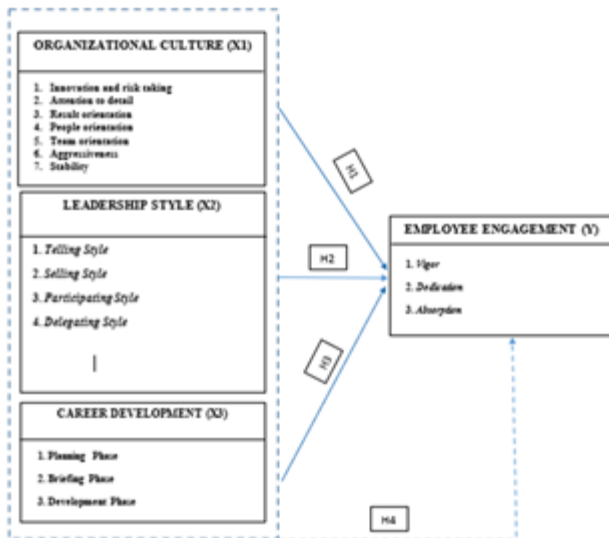 ORGANIZATIONAL CULTURE (X1)
1. Innovation and risk taking
2. Attention to detail
3. Result orientation
4. People orientation
5. Team orientation
6. Aggressiveness
7. Stability
LEADERSHIP STYLE (X2)
1. Telling Style
2. Selling Style
3. Participating Style
4. Delegating Style
CAREER DEVELOPMENT (X3)
1. Planning Phase
2. Briefing Phase
3. Development Phase
H1
H2
H3
H4
EMPLOYEE ENGAGEMENT (Y)
1. Vigor
2. Dedication
3. Absorption